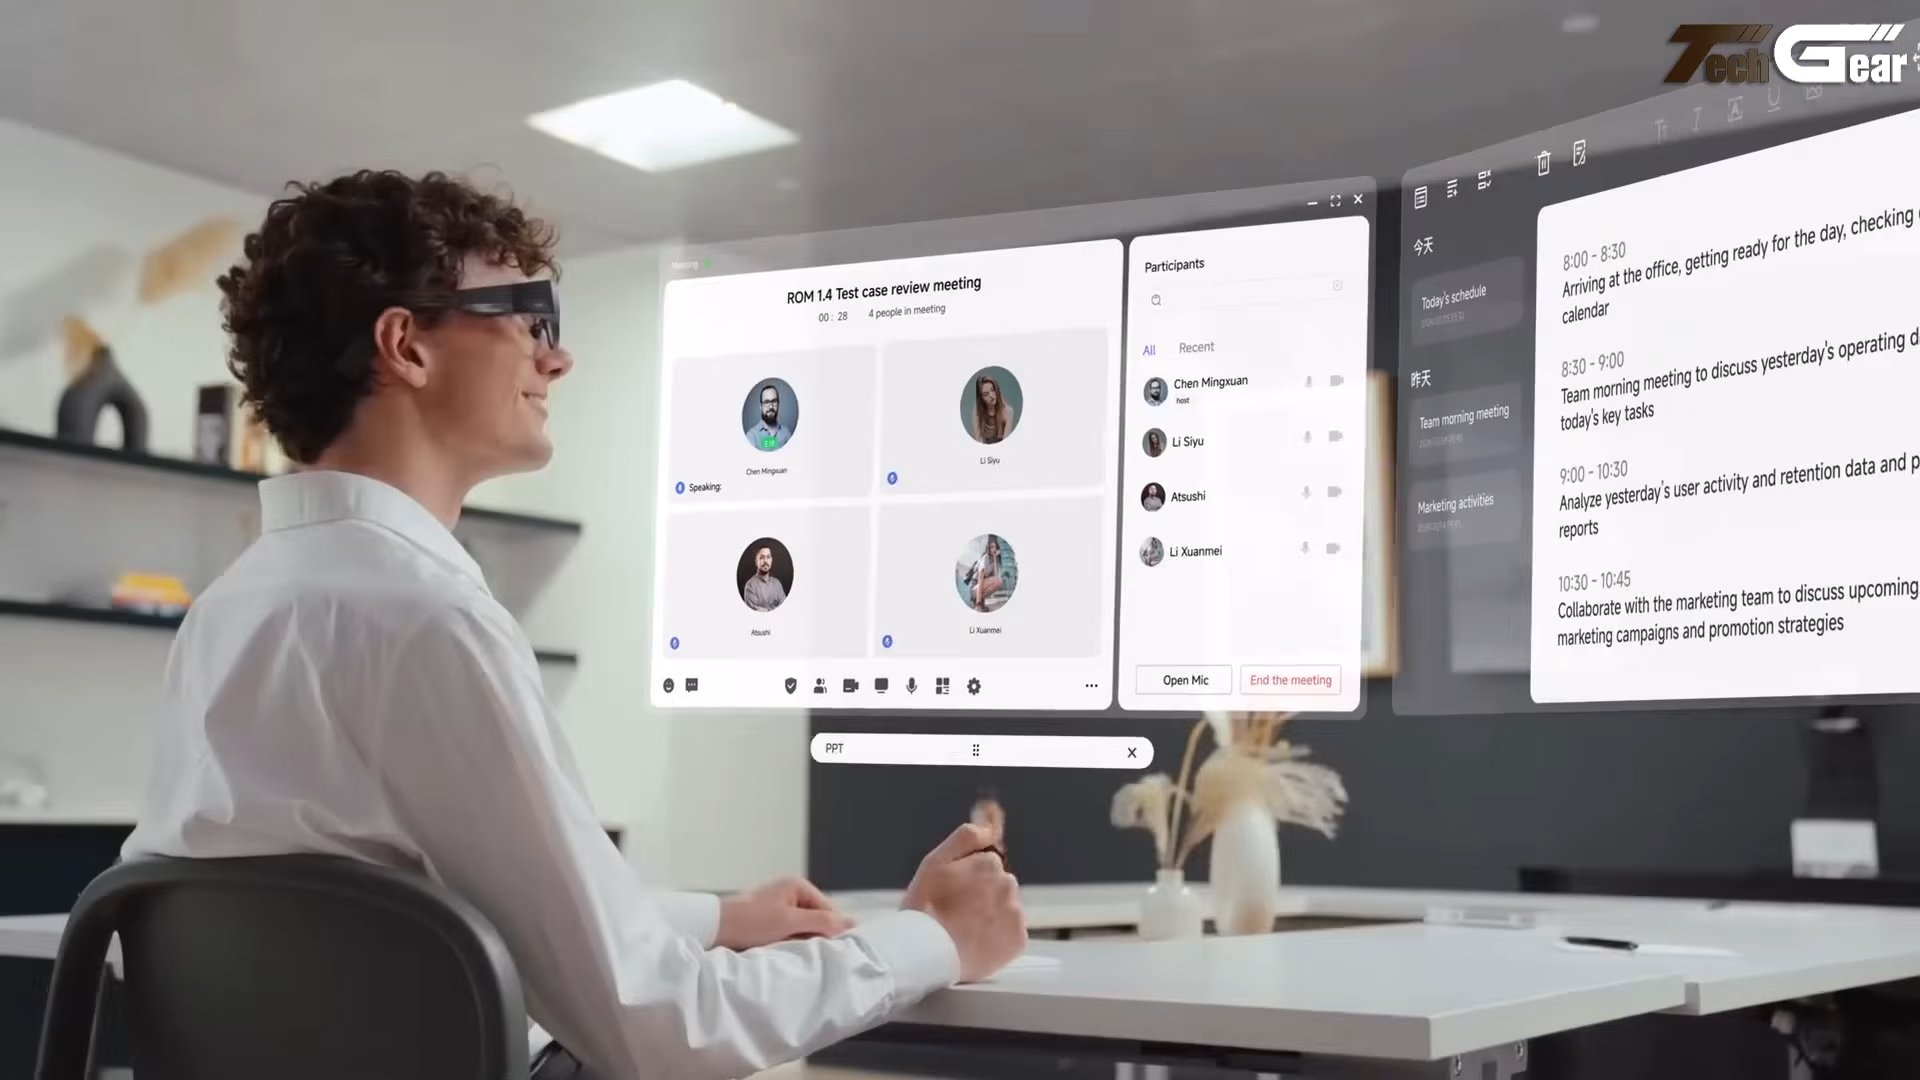 Tech Gear
Meeting
ROM 1.4 Test case review meeting
00 : 28
4 people in meeting
Chen Mingxuan
Speaking:
Li Siyu
Atsushi
Li Xuanmei
Participants
All
Recent
Chen Mingxuan
host
Li Siyu
Atsushi
Li Xuanmei
Open Mic
End the meeting
PPT
今天
Today's schedule
昨天
Team morning meeting
Marketing activities
8:00 - 8:30
Arriving at the office, getting ready for the day, checking
calendar
8:30 - 9:00
Team morning meeting to discuss yesterday's operating
today's key tasks
9:00 - 10:30
Analyze yesterday's user activity and retention data and
reports
10:30 - 10:45
Collaborate with the marketing team to discuss upcoming
marketing campaigns and promotion strategies